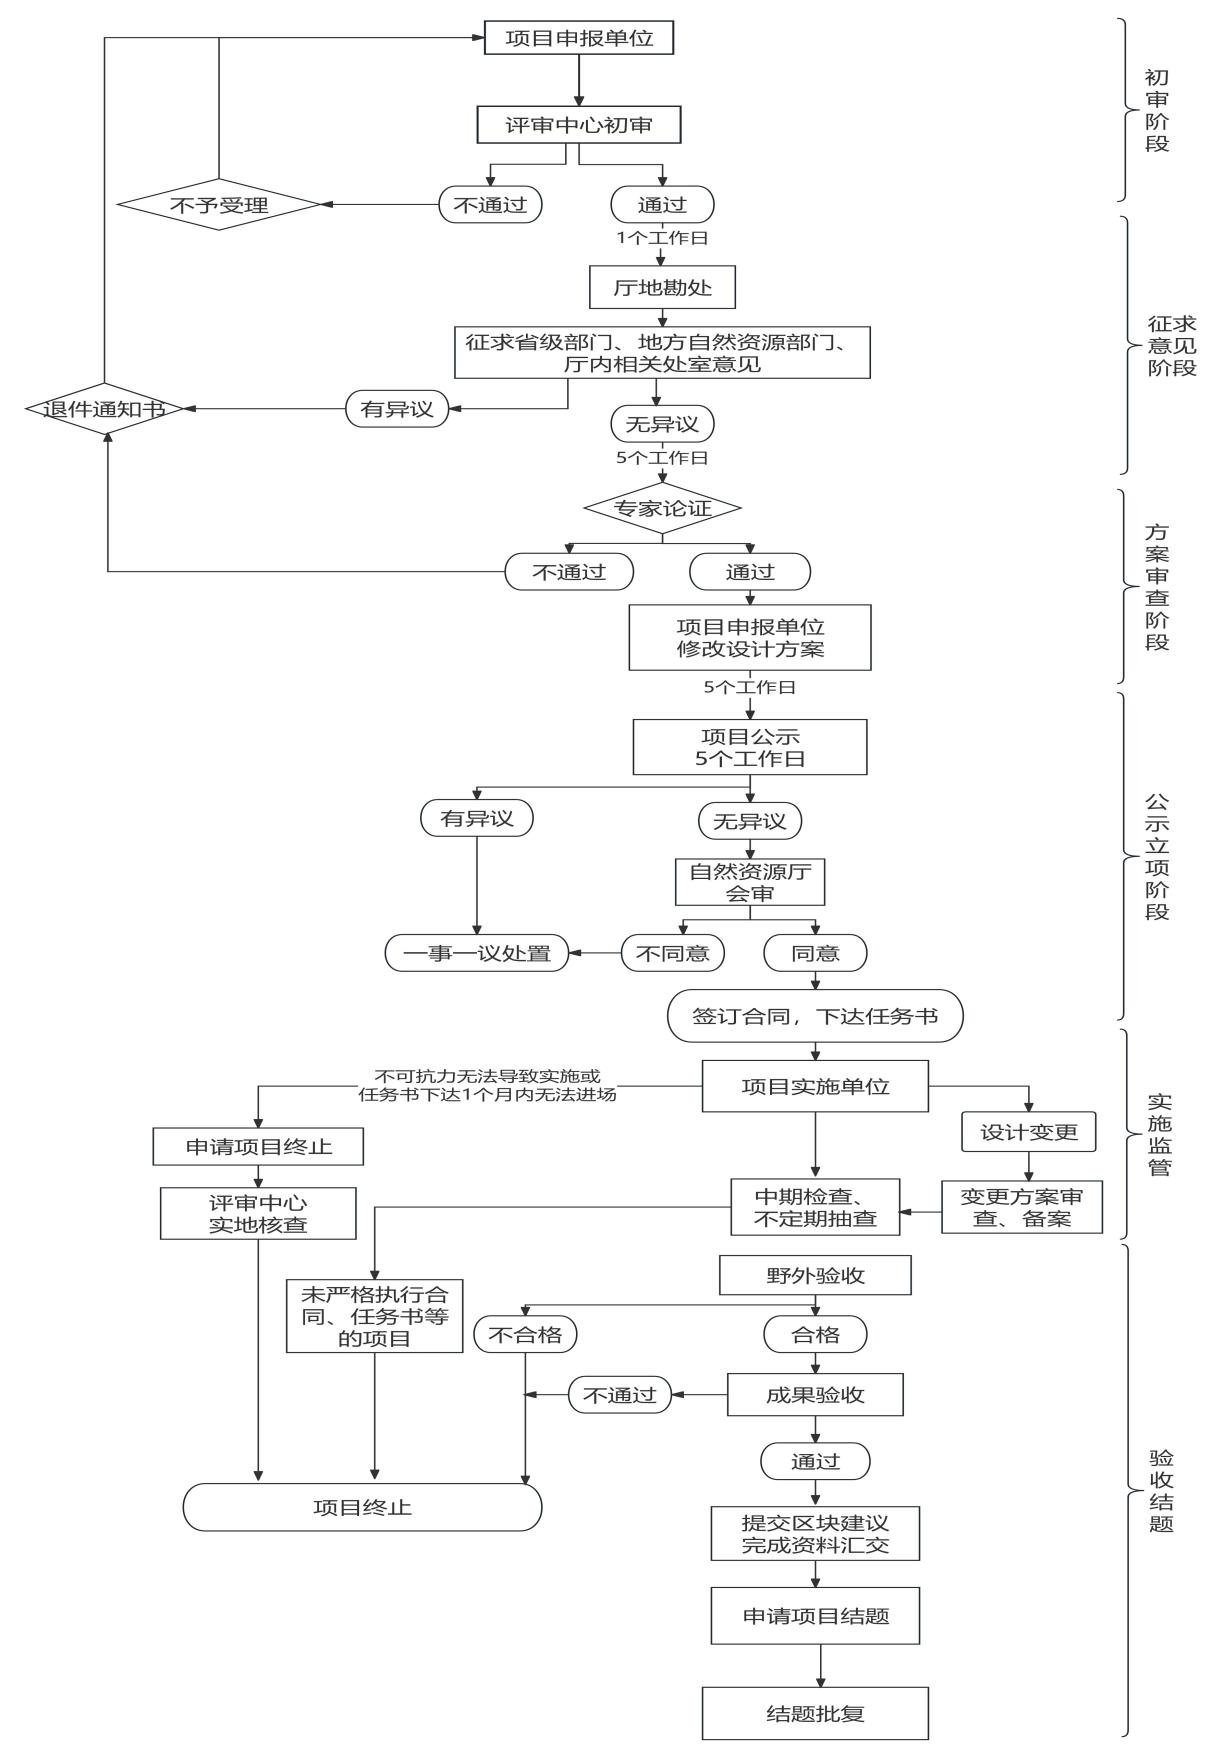 项目申报单位
评审中心初审
不予受理
不通过
通过
初
审
阶
段
1个工作日
厅地勘处
征求省级部门、地方自然资源部门、
厅内相关处室意见
退件通知书
有异议
无异议
5个工作日
征求
意见
阶段
专家论证
不通过
通过
项目申报单位
修改设计方案
5个工作日
方
案
审
查
阶
段
项目公示
5个工作日
有异议
无异议
自然资源厅
会审
一事一议处置
不同意
同意
签订合同，下达任务书
公
示
立
项
阶
段
不可抗力无法导致实施或
任务书下达1个月内无法进场
项目实施单位
设计变更
申请项目终止
评审中心
实地核查
中期检查、
不定期抽查
变更方案审
查、备案
实
施
监
管
野外验收
未严格执行合
同、任务书等
的项目
不合格
合格
不通过
成果验收
通过
项目终止
提交区块建议
完成资料汇交
申请项目结题
结题批复
验
收
结
题